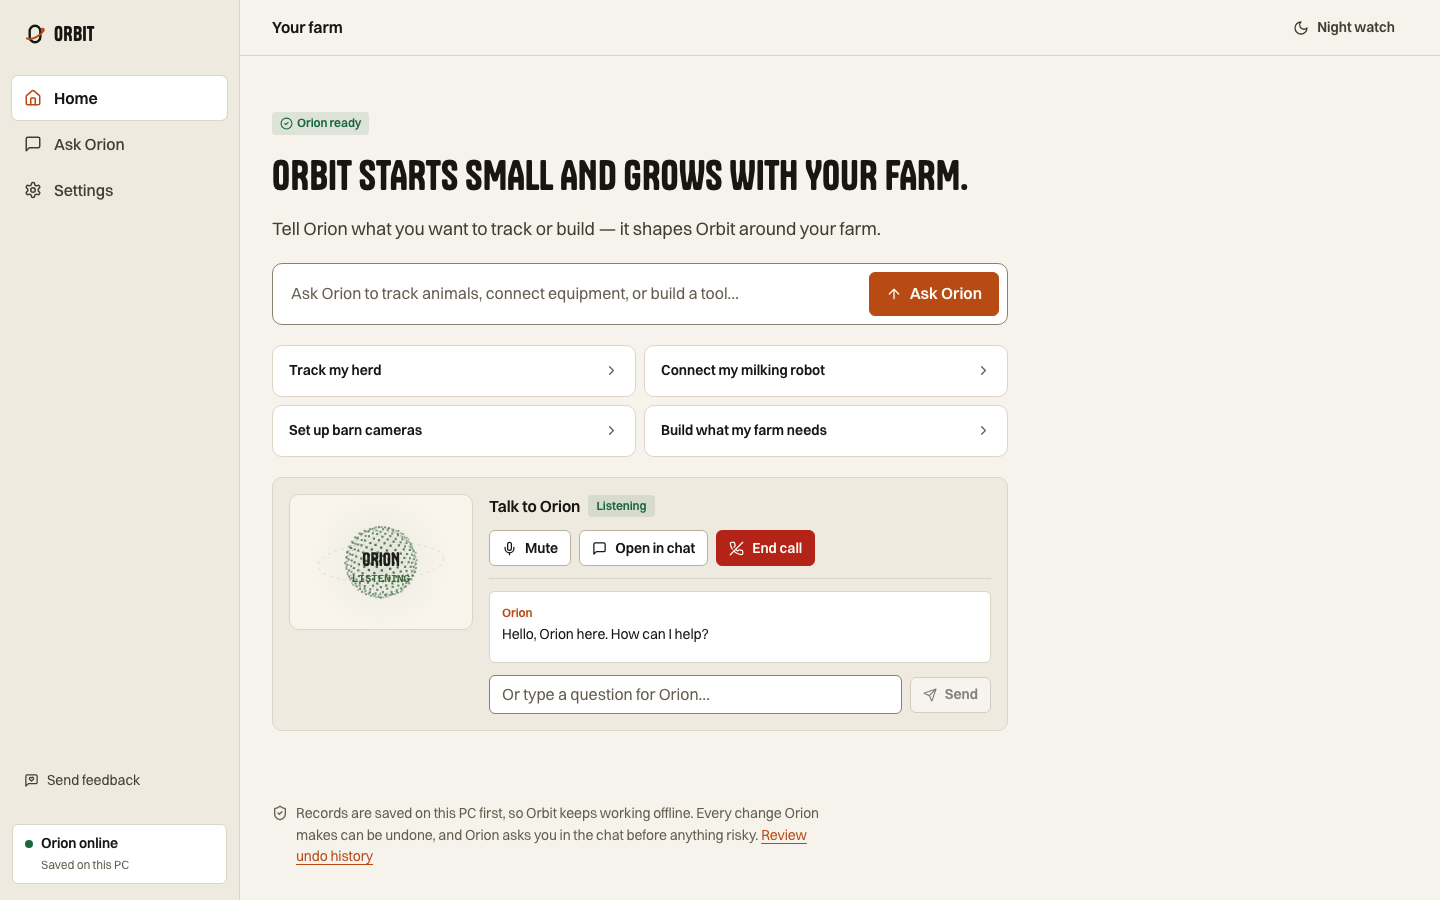 ORBIT
Home
Ask Orion
Settings
Send feedback
Orion online
Saved on this PC
Your farm
Night watch
Orion ready
ORBIT STARTS SMALL AND GROWS WITH YOUR FARM.
Tell Orion what you want to track or build — it shapes Orbit around your farm.
Ask Orion to track animals, connect equipment, or build a tool...
Ask Orion
Track my herd
Connect my milking robot
Set up barn cameras
Build what my farm needs
ORION
LISTENING
Talk to Orion
Listening
Mute
Open in chat
End call
Orion
Hello, Orion here. How can I help?
Or type a question for Orion...
Send
Records are saved on this PC first, so Orbit keeps working offline. Every change Orion
makes can be undone, and Orion asks you in the chat before anything risky. Review
undo history